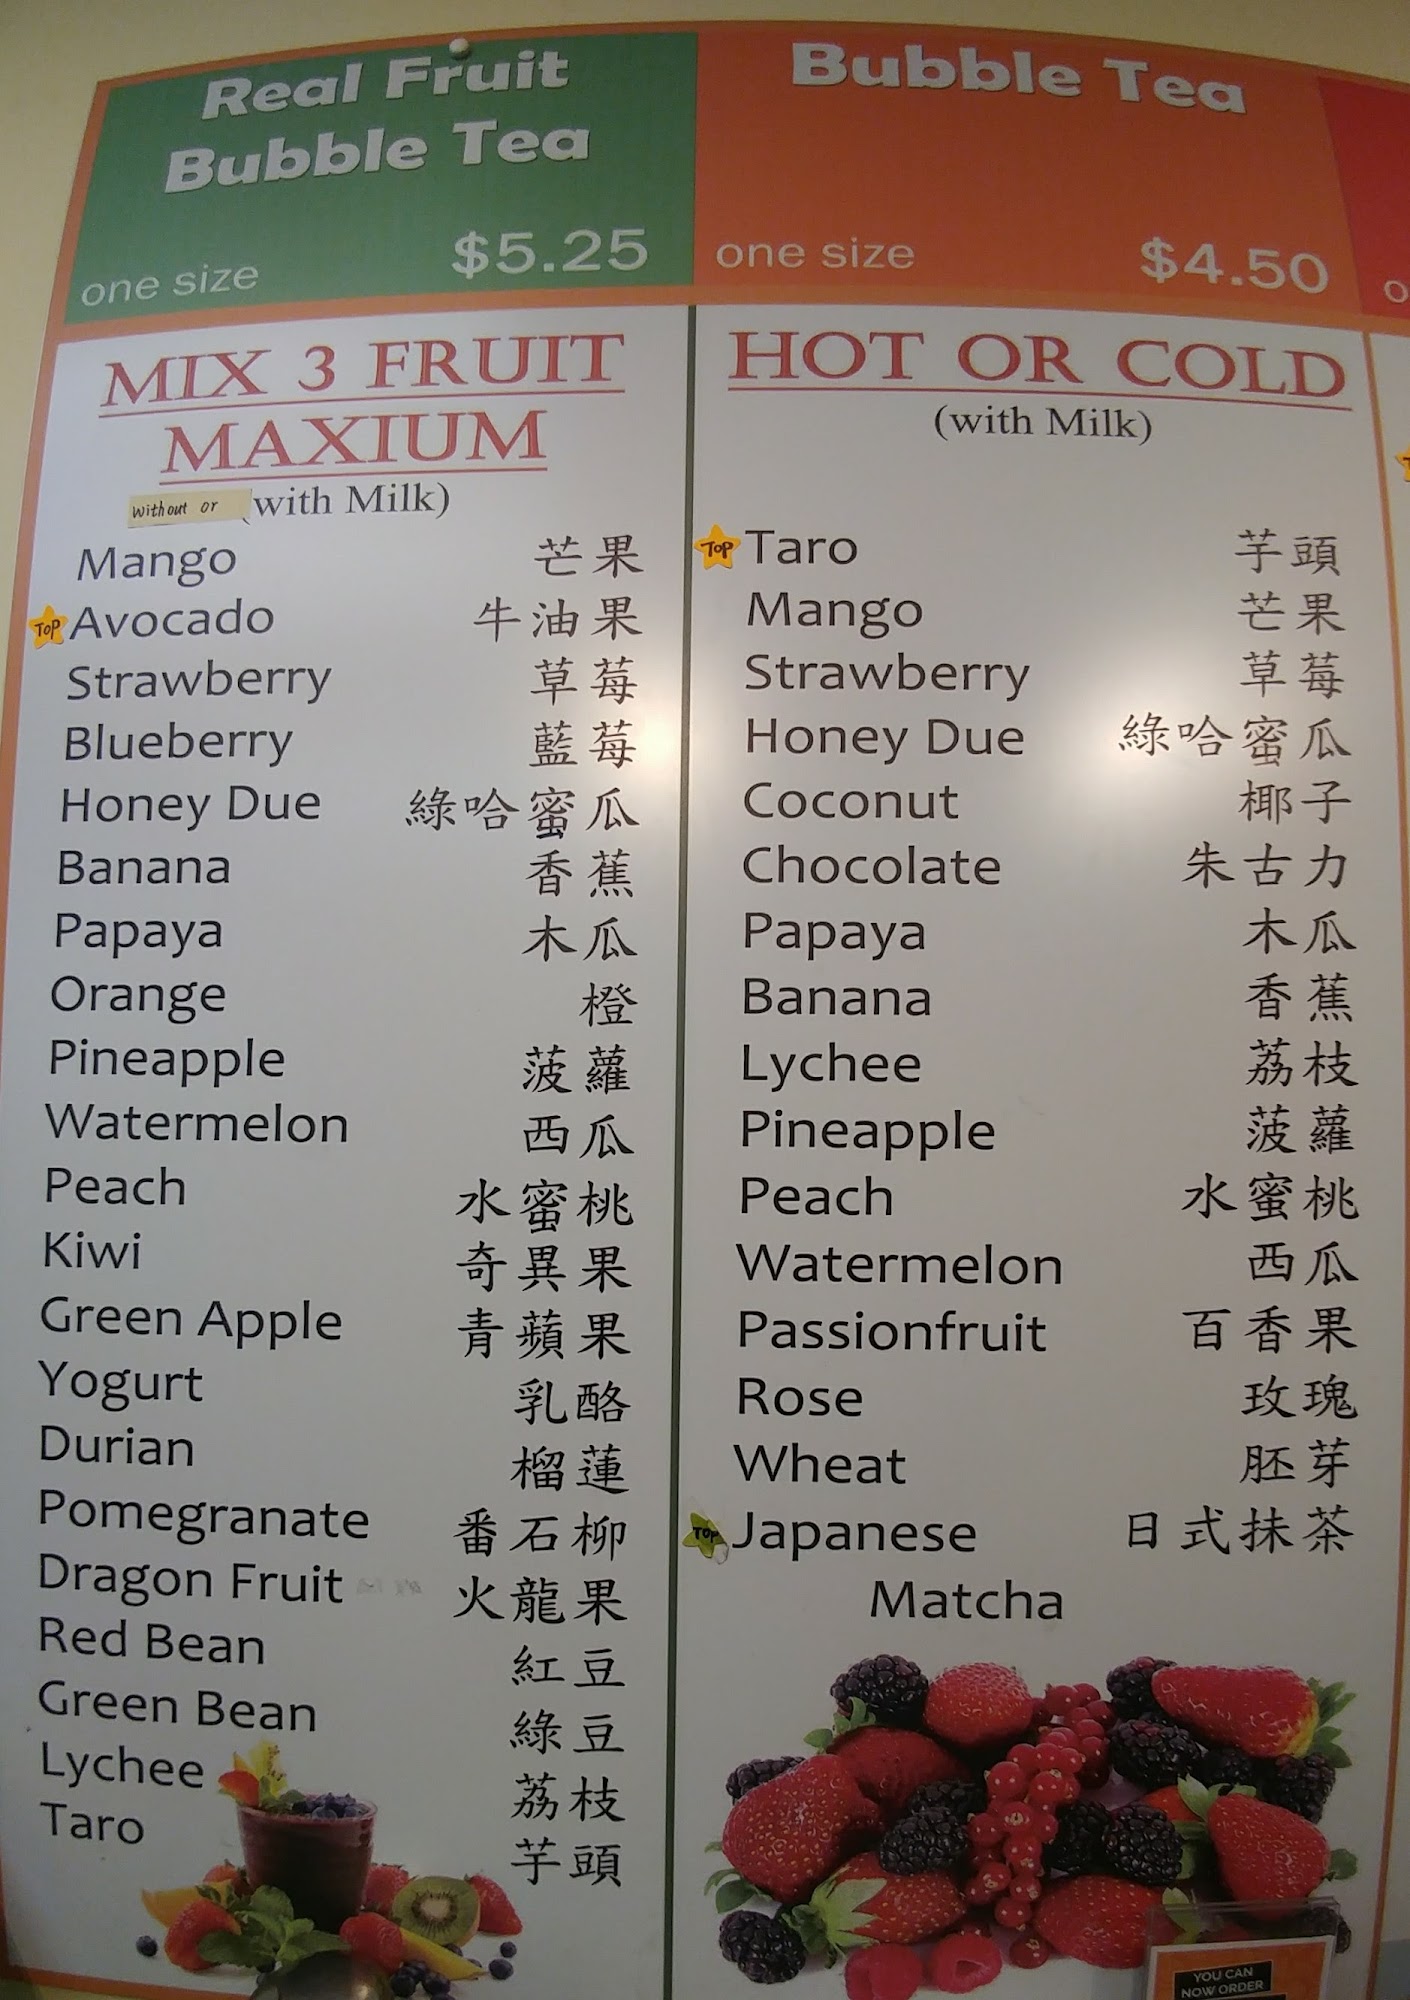 Real Fruit
Bubble Tea
one size $5.25
MIX 3 FRUIT
MAXIUM
without or (with Milk)
Mango 芒果
TOP Avocado 牛油果
Strawberry 草莓
Blueberry 藍莓
Honey Due 綠哈蜜瓜
Banana 香蕉
Papaya 木瓜
Orange 橙
Pineapple 菠蘿
Watermelon 西瓜
Peach 水蜜桃
Kiwi 奇異果
Green Apple 青蘋果
Yogurt 乳酪
Durian 榴蓮
Pomegranate 番石柳
Dragon Fruit 火龍果
Red Bean 紅豆
Green Bean 綠豆
Lychee 荔枝
Taro 芋頭
Bubble Tea
one size $4.50
HOT OR COLD
(with Milk)
TOP Taro 芋頭
Mango 芒果
Strawberry 草莓
Honey Due 綠哈蜜瓜
Coconut 椰子
Chocolate 朱古力
Papaya 木瓜
Banana 香蕉
Lychee 荔枝
Pineapple 菠蘿
Peach 水蜜桃
Watermelon 西瓜
Passionfruit 百香果
Rose 玫瑰
Wheat 胚芽
TOP Japanese 日式抹茶
Matcha
YOU CAN
NOW ORDER